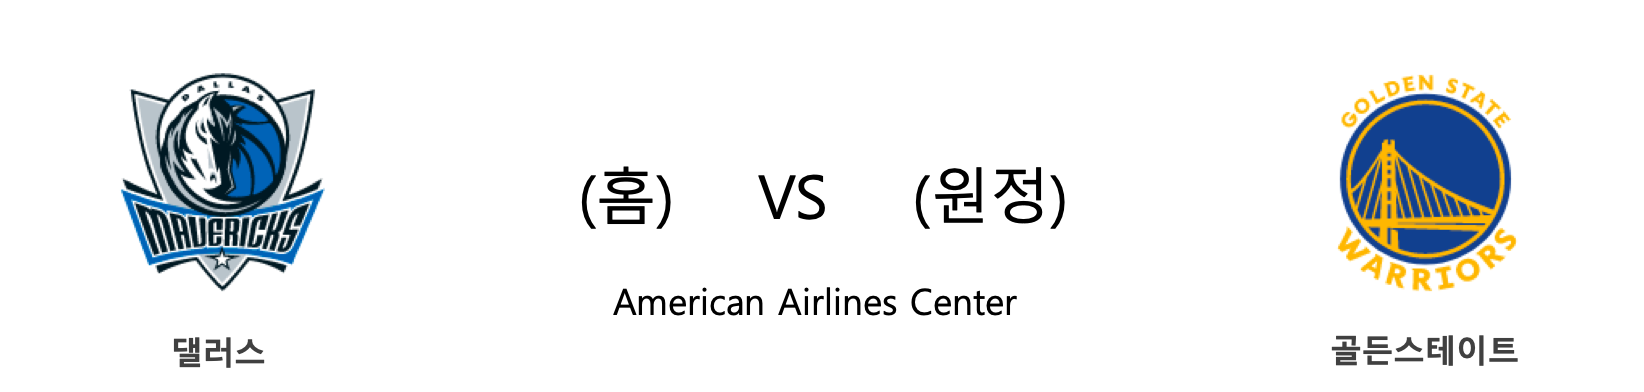 DALLAS
MAVERICKS
GOLDEN STATE
WARRIORS
(홈) VS (원정)
American Airlines Center
댈러스
골든스테이트